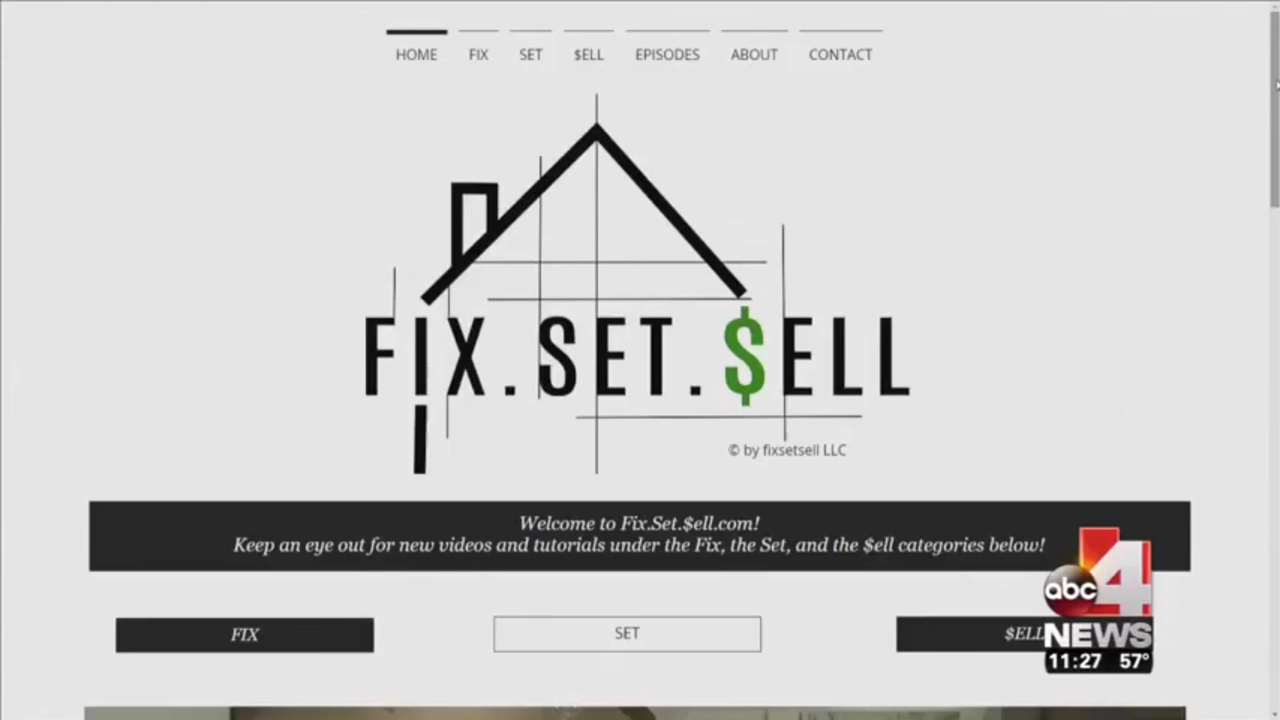 HOME FIX SET $ELL EPISODES ABOUT CONTACT
FIX.SET.$ELL
© by fixsetsell LLC
Welcome to Fix.Set.$ell.com!
Keep an eye out for new videos and tutorials under the Fix, the Set, and the $ell categories below!
FIX SET $ELL
abc 4
NEWS
11:27 57°